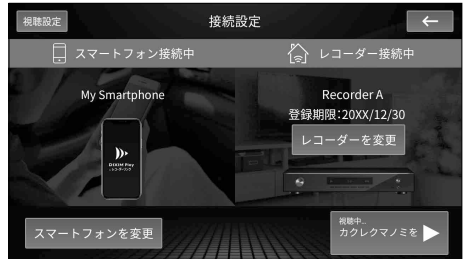 視聴設定
接続設定
スマートフォン接続中
レコーダー接続中
My Smartphone
Recorder A
登録期限:20XX/12/30
レコーダーを変更
DiXiM Play
スマートフォンを変更
視聴中...
カクレクマノミを